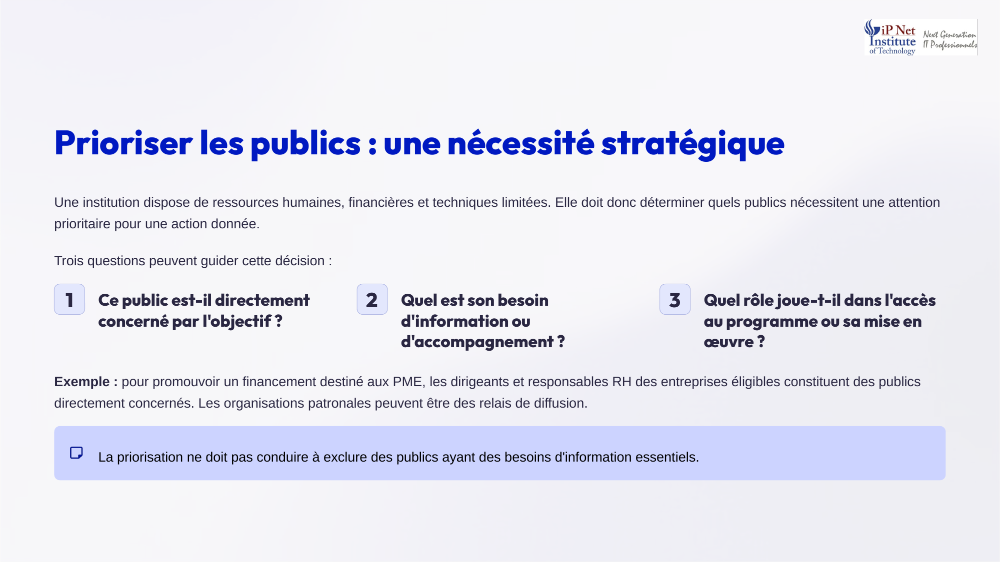 iP Net
Institute
of Technology
Next Generation
IT Professionnels
Prioriser les publics : une nécessité stratégique
Une institution dispose de ressources humaines, financières et techniques limitées. Elle doit donc déterminer quels publics nécessitent une attention
prioritaire pour une action donnée.
Trois questions peuvent guider cette décision :
1
Ce public est-il directement
concerné par l'objectif ?
2
Quel est son besoin
d'information ou
d'accompagnement ?
3
Quel rôle joue-t-il dans l'accès
au programme ou sa mise en
œuvre ?
Exemple : pour promouvoir un financement destiné aux PME, les dirigeants et responsables RH des entreprises éligibles constituent des publics
directement concernés. Les organisations patronales peuvent être des relais de diffusion.
La priorisation ne doit pas conduire à exclure des publics ayant des besoins d'information essentiels.